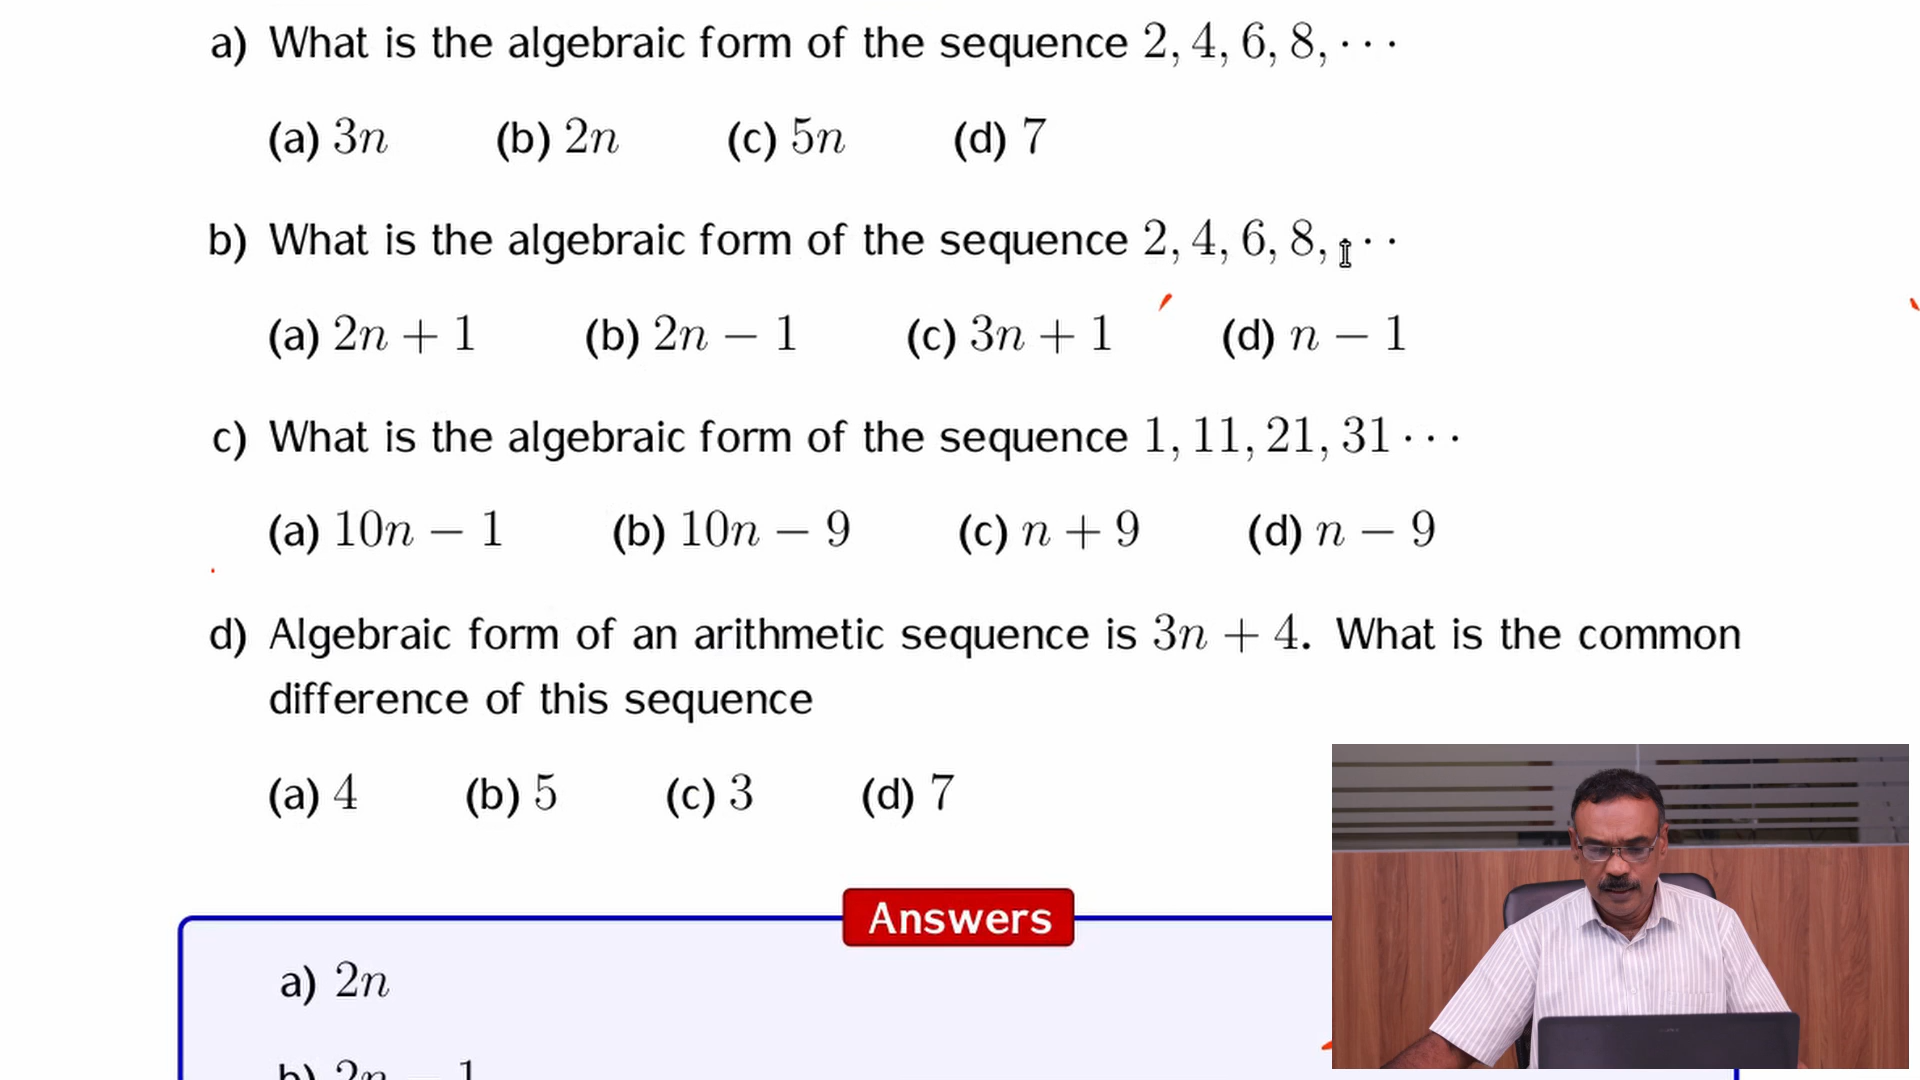 a) What is the algebraic form of the sequence 2, 4, 6, 8, ···
(a) 3n (b) 2n (c) 5n (d) 7
b) What is the algebraic form of the sequence 2, 4, 6, 8, ···
(a) 2n + 1 (b) 2n − 1 (c) 3n + 1 (d) n − 1
c) What is the algebraic form of the sequence 1, 11, 21, 31 ···
(a) 10n − 1 (b) 10n − 9 (c) n + 9 (d) n − 9
d) Algebraic form of an arithmetic sequence is 3n + 4. What is the common
difference of this sequence
(a) 4 (b) 5 (c) 3 (d) 7
Answers
a) 2n
b) 2n − 1